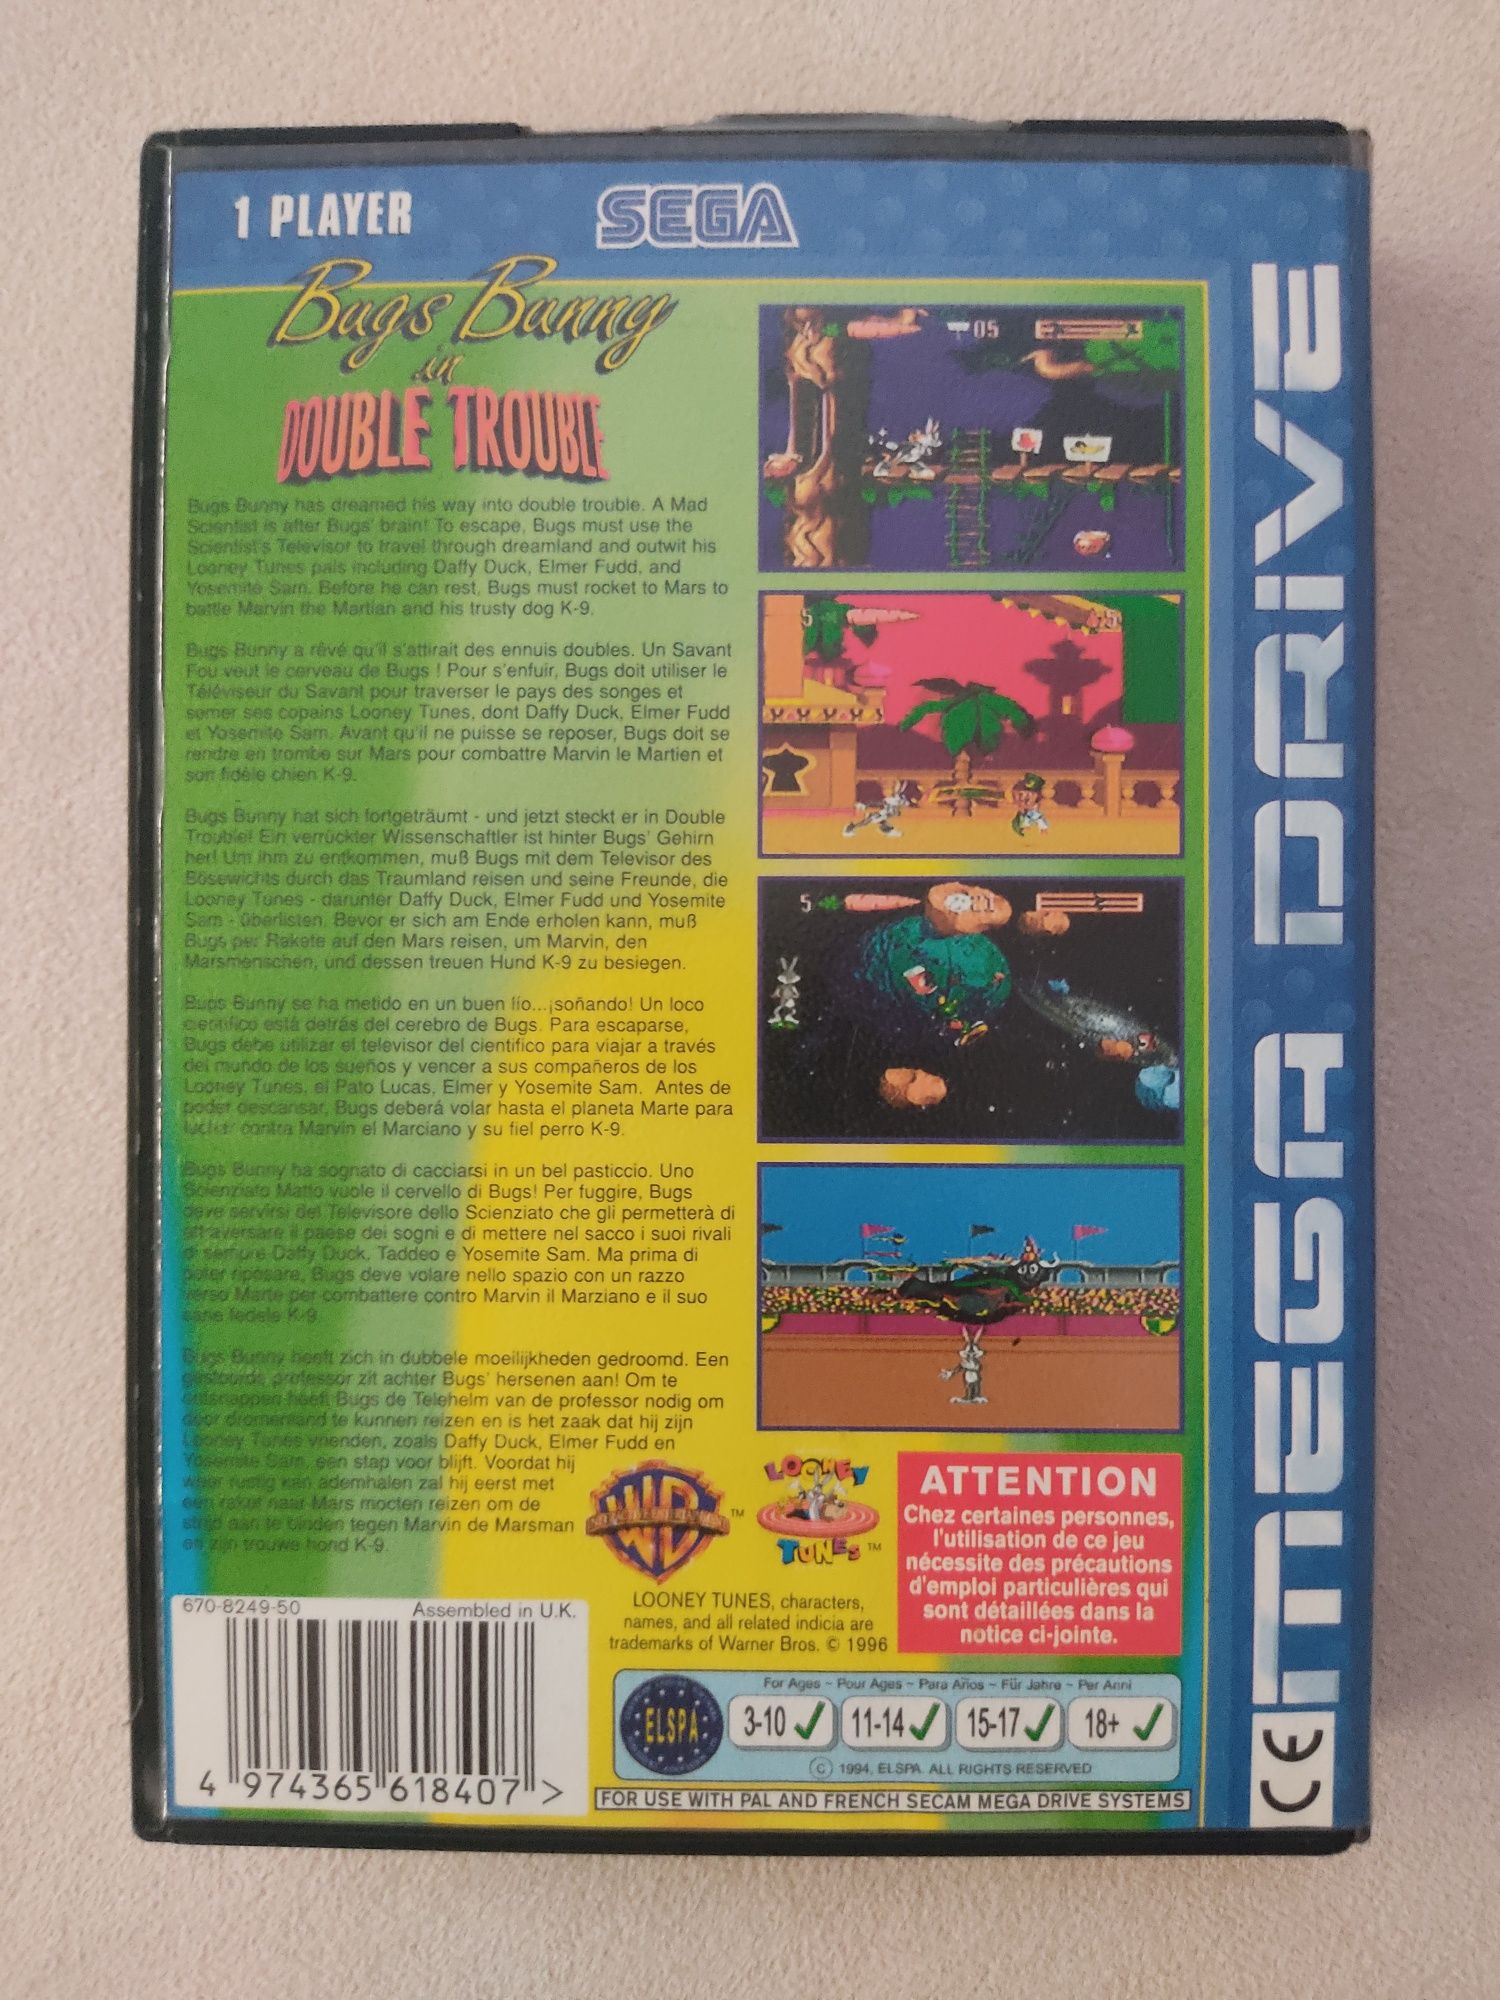 1 PLAYER
SEGA
Bugs Bunny
in
DOUBLE TROUBLE
Bugs Bunny has dreamed his way into double trouble. A Mad
Scientist is after Bugs' brain! To escape, Bugs must use the
Scientist's Televisor to travel through dreamland and outwit his
Looney Tunes pals including Daffy Duck, Elmer Fudd, and
Yosemite Sam. Before he can rest, Bugs must rocket to Mars to
battle Marvin the Martian and his trusty dog K-9.
Bugs Bunny a rêvé qu'il s'attirait des ennuis doubles. Un Savant
Fou veut le cerveau de Bugs ! Pour s'enfuir, Bugs doit utiliser le
Téléviseur du Savant pour traverser le pays des songes et
semer ses copains Looney Tunes, dont Daffy Duck, Elmer Fudd
et Yosemite Sam. Avant qu'il ne puisse se reposer, Bugs doit se
rendre en trombe sur Mars pour combattre Marvin le Martien et
son fidèle chien K-9.
Bugs Bunny hat sich fortgeträumt - und jetzt steckt er in Double
Trouble! Ein verrückter Wissenschaftler ist hinter Bugs' Gehirn
her! Um ihm zu entkommen, muß Bugs mit dem Televisor des
Bösewichts durch das Traumland reisen und seine Freunde, die
Looney Tunes - darunter Daffy Duck, Elmer Fudd und Yosemite
Sam - überlisten. Bevor er sich am Ende erholen kann, muß
Bugs per Rakete auf den Mars reisen, um Marvin, den
Marsmenschen, und dessen treuen Hund K-9 zu besiegen.
Bugs Bunny se ha metido en un buen lío...¡soñando! Un loco
científico está detrás del cerebro de Bugs. Para escaparse,
Bugs debe utilizar el televisor del científico para viajar a través
del mundo de los sueños y vencer a sus compañeros de los
Looney Tunes, el Pato Lucas, Elmer y Yosemite Sam. Antes de
poder descansar, Bugs deberá volar hasta el planeta Marte para
luchar contra Marvin el Marciano y su fiel perro K-9.
Bugs Bunny ha sognato di cacciarsi in un bel pasticcio. Uno
Scienziato Matto vuole il cervello di Bugs! Per fuggire, Bugs
deve servirsi del Televisore dello Scienziato che gli permetterà di
attraversare il paese dei sogni e di mettere nel sacco i suoi rivali
di sempre Daffy Duck, Taddeo e Yosemite Sam. Ma prima di
poter riposare, Bugs deve volare nello spazio con un razzo
verso Marte per combattere contro Marvin il Marziano e il suo
cane fedele K-9
Bugs Bunny heeft zich in dubbele moeilijkheden gedroomd. Een
gestoorde professor zit achter Bugs' hersenen aan! Om te
ontsnappen heeft Bugs de Telehelm van de professor nodig om
door dromenland te kunnen reizen en is het zaak dat hij zijn
Looney Tunes vrienden, zoals Daffy Duck, Elmer Fudd en
Yosemite Sam, een stap voor blijft. Voordat hij
weer rustig kan ademhalen zal hij eerst met
een raket naar Mars moeten reizen om de
strijd aan te binden tegen Marvin de Marsman
en zijn trouwe hond K-9.
4
05
5
15
5
21
WB
TM
LOONEY
TUNES TM
ATTENTION
Chez certaines personnes,
l'utilisation de ce jeu
nécessite des précautions
d'emploi particulières qui
sont détaillées dans la
notice ci-jointe.
LOONEY TUNES, characters,
names, and all related indicia are
trademarks of Warner Bros. © 1996
670-8249-50
Assembled in U.K.
4 974365 618407 >
For Ages ~ Pour Ages ~ Para Años ~ Für Jahre ~ Per Anni
ELSPA
3-10 ✓ 11-14 ✓ 15-17 ✓ 18+ ✓
© 1994, ELSPA. ALL RIGHTS RESERVED
FOR USE WITH PAL AND FRENCH SECAM MEGA DRIVE SYSTEMS
MEGA DRIVE
CE